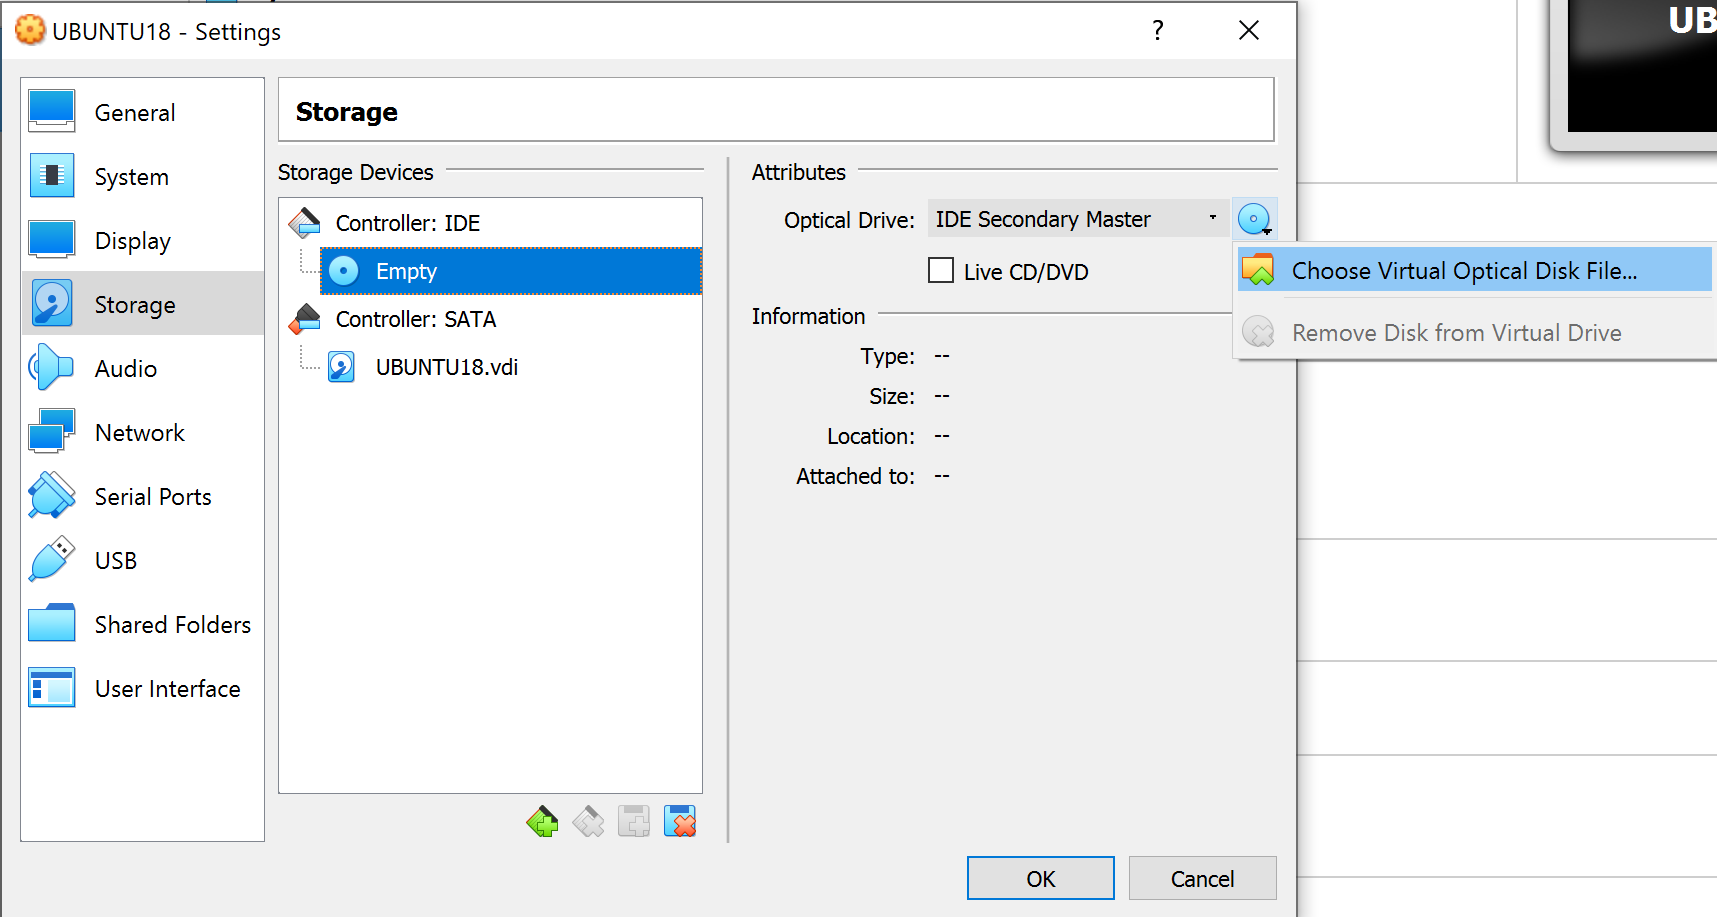 UBUNTU18 - Settings
?
General
System
Display
Storage
Audio
Network
Serial Ports
USB
Shared Folders
User Interface
Storage
Storage Devices
Controller: IDE
Empty
Controller: SATA
UBUNTU18.vdi
Attributes
Optical Drive: IDE Secondary Master
Live CD/DVD
Choose Virtual Optical Disk File...
Remove Disk from Virtual Drive
Information
Type: --
Size: --
Location: --
Attached to: --
OK
Cancel
UB